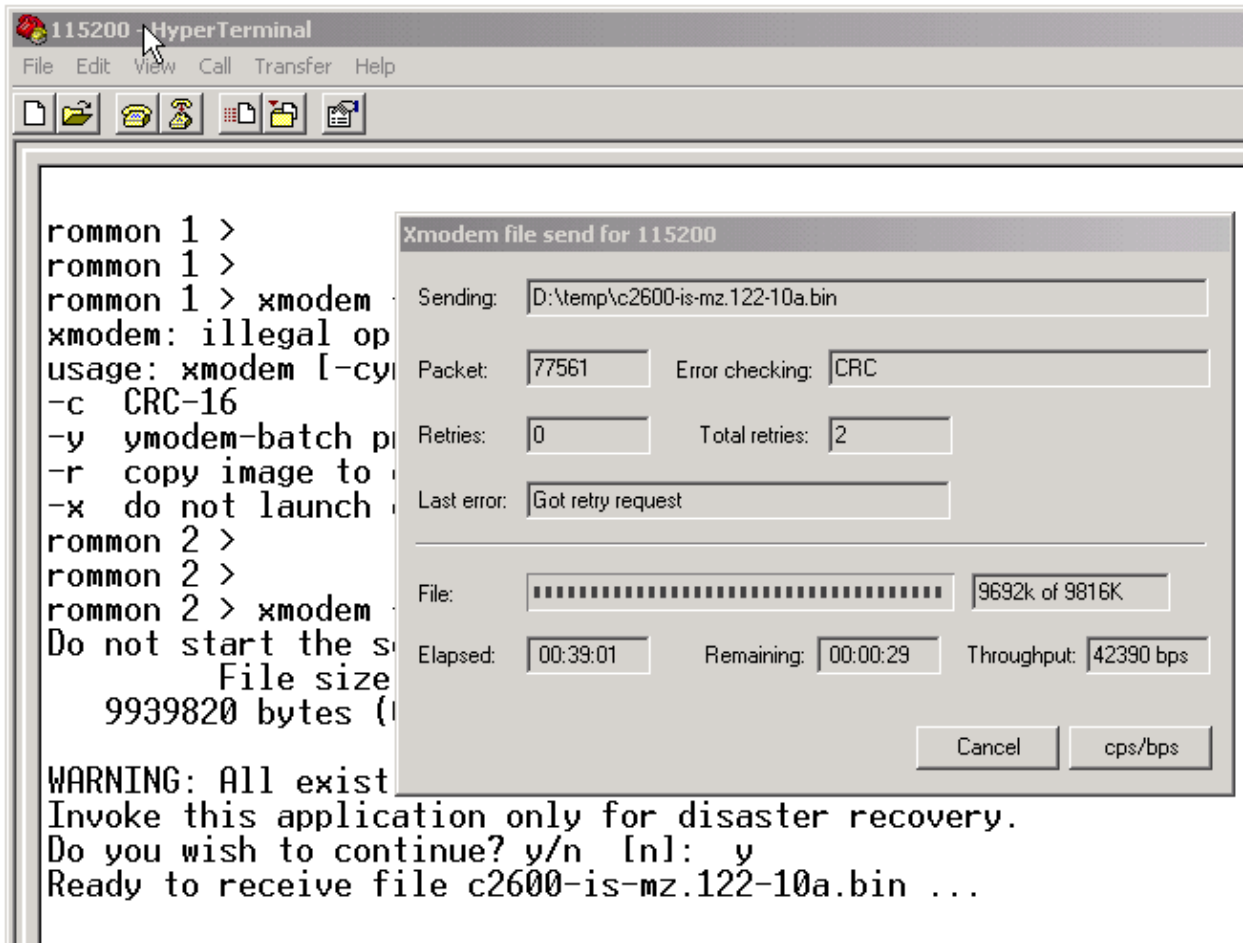 115200 - HyperTerminal
File Edit View Call Transfer Help
rommon 1 >
rommon 1 >
rommon 1 > xmodem
xmodem: illegal op
usage: xmodem [-cy
-c CRC-16
-y ymodem-batch
-r copy image to
-x do not launch
rommon 2 >
rommon 2 >
rommon 2 > xmodem
Do not start the
File size
9939820 bytes (
WARNING: All exist
Invoke this application only for disaster recovery.
Do you wish to continue? y/n [n]: y
Ready to receive file c2600-is-mz.122-10a.bin ...
Xmodem file send for 115200
Sending: D:\temp\c2600-is-mz.122-10a.bin
Packet: 77561 Error checking: CRC
Retries: 0 Total retries: 2
Last error: Got retry request
File: 9692k of 9816K
Elapsed: 00:39:01 Remaining: 00:00:29 Throughput: 42390 bps
Cancel cps/bps